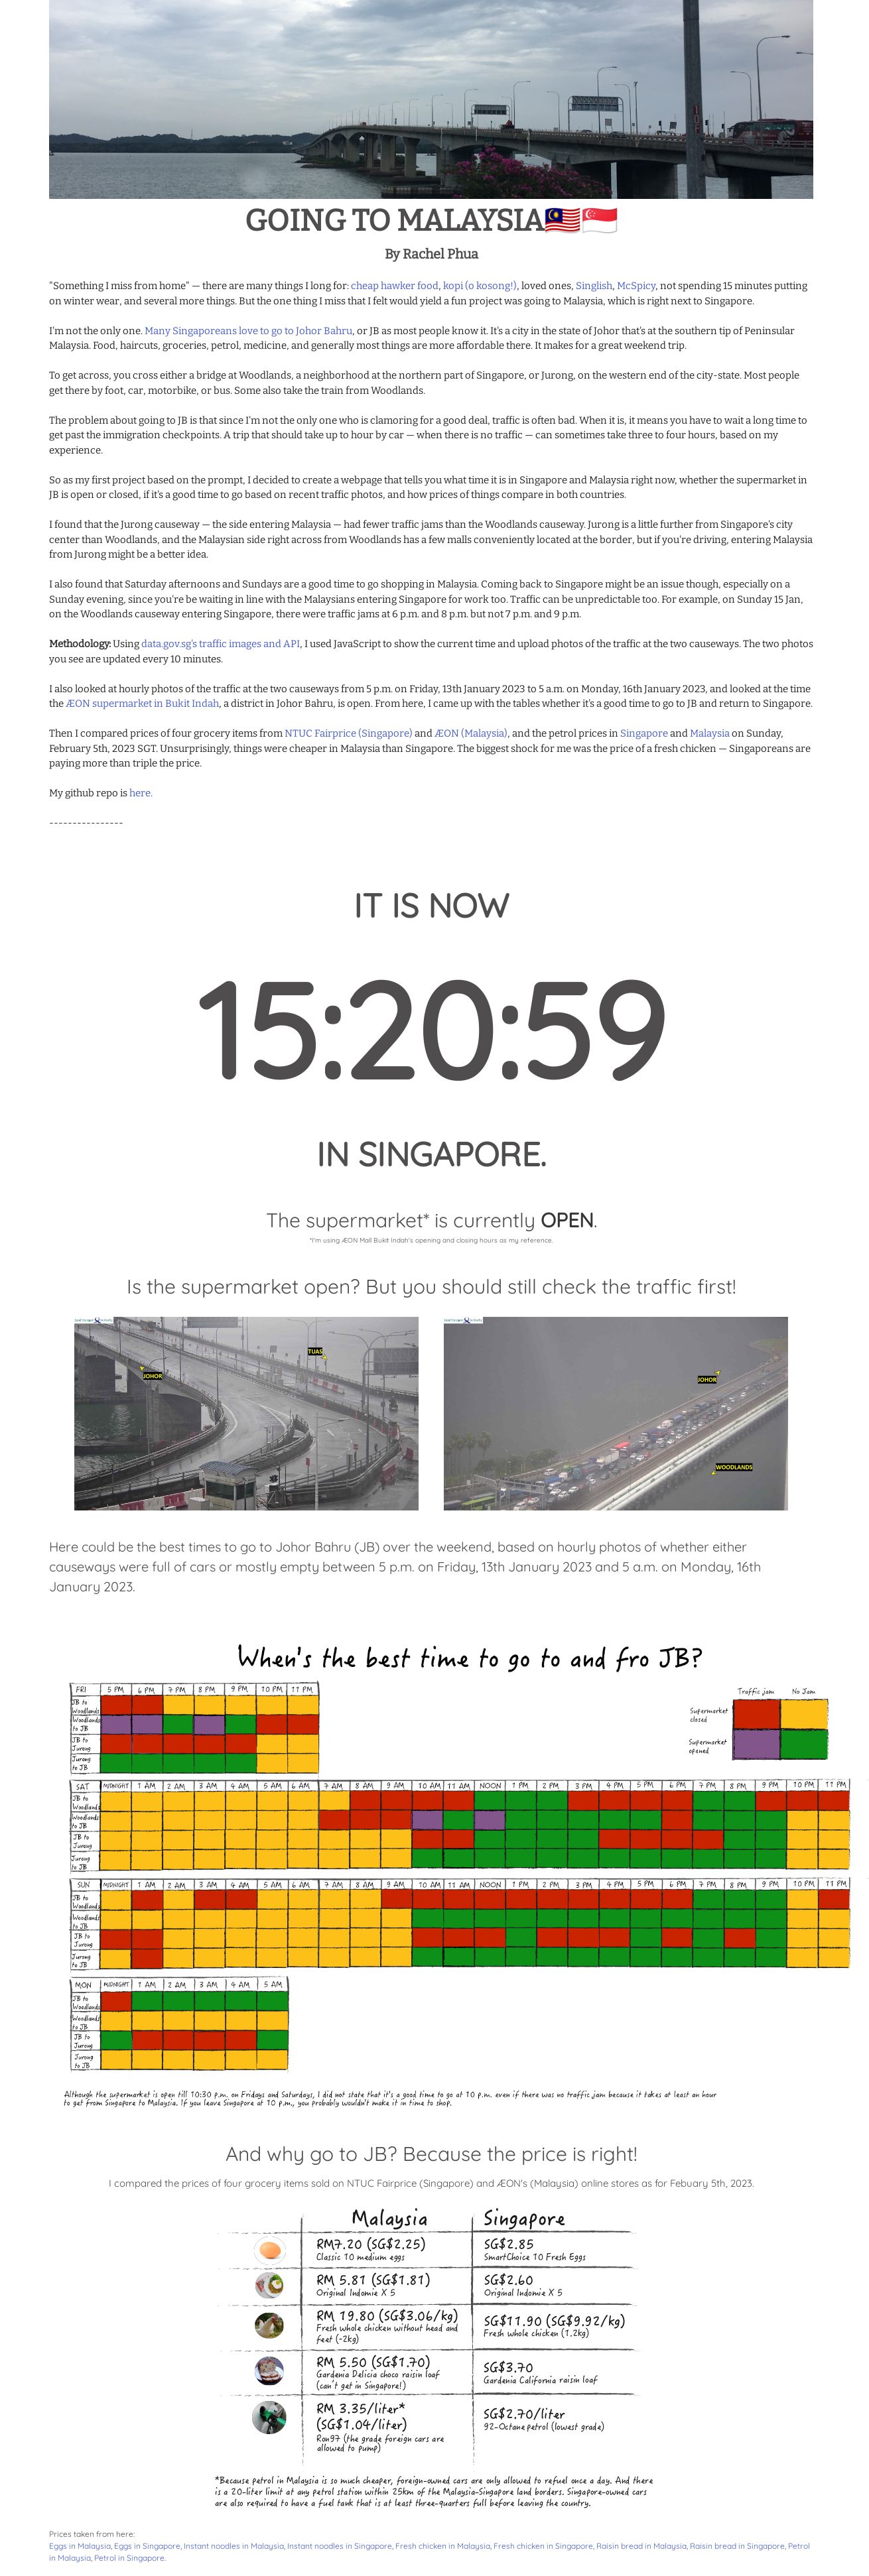 GOING TO MALAYSIA🇲🇾🇸🇬
By Rachel Phua
"Something I miss from home" — there are many things I long for: cheap hawker food, kopi (o kosong!), loved ones, Singlish, McSpicy, not spending 15 minutes putting
on winter wear, and several more things. But the one thing I miss that I felt would yield a fun project was going to Malaysia, which is right next to Singapore.
I'm not the only one. Many Singaporeans love to go to Johor Bahru, or JB as most people know it. It's a city in the state of Johor that's at the southern tip of Peninsular
Malaysia. Food, haircuts, groceries, petrol, medicine, and generally most things are more affordable there. It makes for a great weekend trip.
To get across, you cross either a bridge at Woodlands, a neighborhood at the northern part of Singapore, or Jurong, on the western end of the city-state. Most people
get there by foot, car, motorbike, or bus. Some also take the train from Woodlands.
The problem about going to JB is that since I'm not the only one who is clamoring for a good deal, traffic is often bad. When it is, it means you have to wait a long time to
get past the immigration checkpoints. A trip that should take up to hour by car — when there is no traffic — can sometimes take three to four hours, based on my
experience.
So as my first project based on the prompt, I decided to create a webpage that tells you what time it is in Singapore and Malaysia right now, whether the supermarket in
JB is open or closed, if it's a good time to go based on recent traffic photos, and how prices of things compare in both countries.
I found that the Jurong causeway — the side entering Malaysia — had fewer traffic jams than the Woodlands causeway. Jurong is a little further from Singapore's city
center than Woodlands, and the Malaysian side right across from Woodlands has a few malls conveniently located at the border, but if you're driving, entering Malaysia
from Jurong might be a better idea.
I also found that Saturday afternoons and Sundays are a good time to go shopping in Malaysia. Coming back to Singapore might be an issue though, especially on a
Sunday evening, since you're be waiting in line with the Malaysians entering Singapore for work too. Traffic can be unpredictable too. For example, on Sunday 15 Jan,
on the Woodlands causeway entering Singapore, there were traffic jams at 6 p.m. and 8 p.m. but not 7 p.m. and 9 p.m.
Methodology: Using data.gov.sg's traffic images and API, I used JavaScript to show the current time and upload photos of the traffic at the two causeways. The two photos
you see are updated every 10 minutes.
I also looked at hourly photos of the traffic at the two causeways from 5 p.m. on Friday, 13th January 2023 to 5 a.m. on Monday, 16th January 2023, and looked at the time
the ÆON supermarket in Bukit Indah, a district in Johor Bahru, is open. From here, I came up with the tables whether it's a good time to go to JB and return to Singapore.
Then I compared prices of four grocery items from NTUC Fairprice (Singapore) and ÆON (Malaysia), and the petrol prices in Singapore and Malaysia on Sunday,
February 5th, 2023 SGT. Unsurprisingly, things were cheaper in Malaysia than Singapore. The biggest shock for me was the price of a fresh chicken — Singaporeans are
paying more than triple the price.
My github repo is here.
----------------
IT IS NOW
15:20:59
IN SINGAPORE.
The supermarket* is currently OPEN.
*I'm using ÆON Mall Bukit Indah's opening and closing hours as my reference.
Is the supermarket open? But you should still check the traffic first!
TUAS
JOHOR
JOHOR
WOODLANDS
Here could be the best times to go to Johor Bahru (JB) over the weekend, based on hourly photos of whether either
causeways were full of cars or mostly empty between 5 p.m. on Friday, 13th January 2023 and 5 a.m. on Monday, 16th
January 2023.
When's the best time to go to and fro JB?
Traffic jam No Jam
Supermarket closed
Supermarket opened
FRI 5 PM 6 PM 7 PM 8 PM 9 PM 10 PM 11 PM
JB to Woodlands
Woodlands to JB
JB to Jurong
Jurong to JB
SAT MIDNIGHT 1 AM 2 AM 3 AM 4 AM 5 AM 6 AM 7 AM 8 AM 9 AM 10 AM 11 AM NOON 1 PM 2 PM 3 PM 4 PM 5 PM 6 PM 7 PM 8 PM 9 PM 10 PM 11 PM
JB to Woodlands
Woodlands to JB
JB to Jurong
Jurong to JB
SUN MIDNIGHT 1 AM 2 AM 3 AM 4 AM 5 AM 6 AM 7 AM 8 AM 9 AM 10 AM 11 AM NOON 1 PM 2 PM 3 PM 4 PM 5 PM 6 PM 7 PM 8 PM 9 PM 10 PM 11 PM
JB to Woodlands
Woodlands to JB
JB to Jurong
Jurong to JB
MON MIDNIGHT 1 AM 2 AM 3 AM 4 AM 5 AM
JB to Woodlands
Woodlands to JB
JB to Jurong
Jurong to JB
Although the supermarket is open till 10:30 p.m. on Fridays and Saturdays, I did not state that it's a good time to go at 10 p.m. even if there was no traffic jam because it takes at least an hour
to get from Singapore to Malaysia. If you leave Singapore at 10 p.m., you probably wouldn't make it in time to shop.
And why go to JB? Because the price is right!
I compared the prices of four grocery items sold on NTUC Fairprice (Singapore) and ÆON's (Malaysia) online stores as for Febuary 5th, 2023.
Malaysia Singapore
RM7.20 (SG$2.25)
Classic 10 medium eggs
SG$2.85
SmartChoice 10 Fresh Eggs
RM 5.81 (SG$1.81)
Original Indomie X 5
SG$2.60
Original Indomie X 5
RM 19.80 (SG$3.06/kg)
Fresh whole chicken without head and
feet (~2kg)
SG$11.90 (SG$9.92/kg)
Fresh whole chicken (1.2kg)
RM 5.50 (SG$1.70)
Gardenia Delicia choco raisin loaf
(can't get in Singapore!)
SG$3.70
Gardenia California raisin loaf
RM 3.35/liter*
(SG$1.04/liter)
Ron97 (the grade foreign cars are
allowed to pump)
SG$2.70/liter
92-Octane petrol (lowest grade)
*Because petrol in Malaysia is so much cheaper, foreign-owned cars are only allowed to refuel once a day. And there
is a 20-liter limit at any petrol station within 25km of the Malaysia-Singapore land borders. Singapore-owned cars
are also required to have a fuel tank that is at least three-quarters full before leaving the country.
Prices taken from here:
Eggs in Malaysia, Eggs in Singapore, Instant noodles in Malaysia, Instant noodles in Singapore, Fresh chicken in Malaysia, Fresh chicken in Singapore, Raisin bread in Malaysia, Raisin bread in Singapore, Petrol
in Malaysia, Petrol in Singapore.